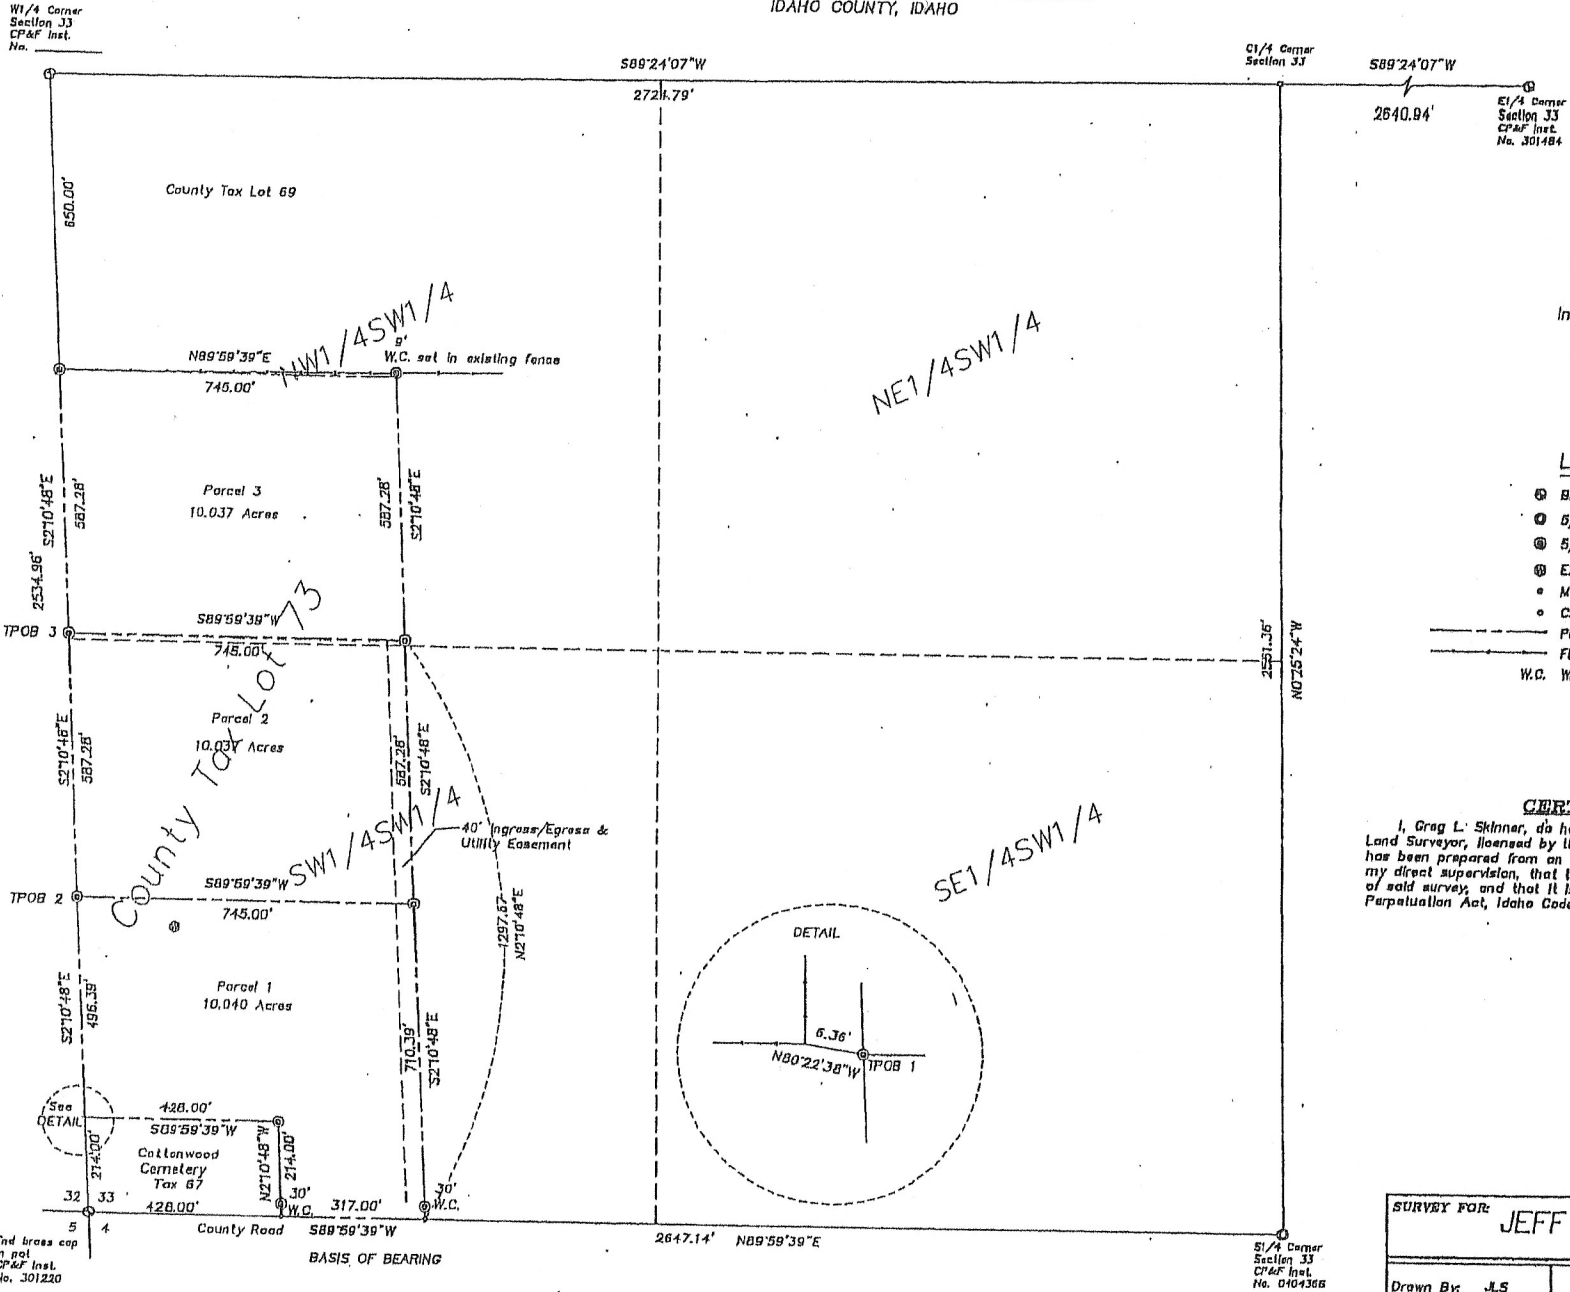 IDAHO COUNTY, IDAHO
W1/4 Corner
Section 33
CP&F Inst.
No.
S89°24'07"W
C1/4 Corner
Section 33
S89°24'07"W
2640.94'
E1/4 Corner
Section 33
CP&F Inst.
No. 301484
650.00'
County Tax Lot 69
NW1/4SW1/4
NE1/4SW1/4
N89°59'39"E
745.00'
9'
W.C. set in existing fence
S2°10'48"E
587.28'
2534.96'
Parcel 3
10.037 Acres
587.28'
S2°10'48"E
TPOB 3
S89°59'39"W
745.00'
County Tax Lot 73
2551.36'
N0°25'24"W
W.C.
S2°10'48"E
587.28'
Parcel 2
10.037 Acres
587.28'
S2°10'48"E
SW1/4SW1/4
40' Ingress/Egress &
Utility Easement
SE1/4SW1/4
TPOB 2
S89°59'39"W
745.00'
1297.67'
N2°10'48"E
I, Greg L. Skinner, do
Land Surveyor, licensed by
has been prepared from an
my direct supervision, that
of said survey, and that it
Perpetuation Act, Idaho Code
S2°10'48"E
496.39'
Parcel 1
10.040 Acres
710.39'
S2°10'48"E
DETAIL
6.36'
N80°22'38"W
TPOB 1
See
DETAIL
428.00'
S89°59'39"W
214.00'
Cottonwood
Cemetery
Tax 67
N2°10'48"W
214.00'
32 33
5 4
428.00'
30'
W.C.
317.00'
30'
W.C.
County Road S89°59'39"W
BASIS OF BEARING
2647.14' N89°59'39"E
brass cap
CP&F Inst.
No. 301220
S1/4 Corner
Section 33
CP&F Inst.
No. 0404366
SURVEY FOR:
JEFF
Drawn By: JLS